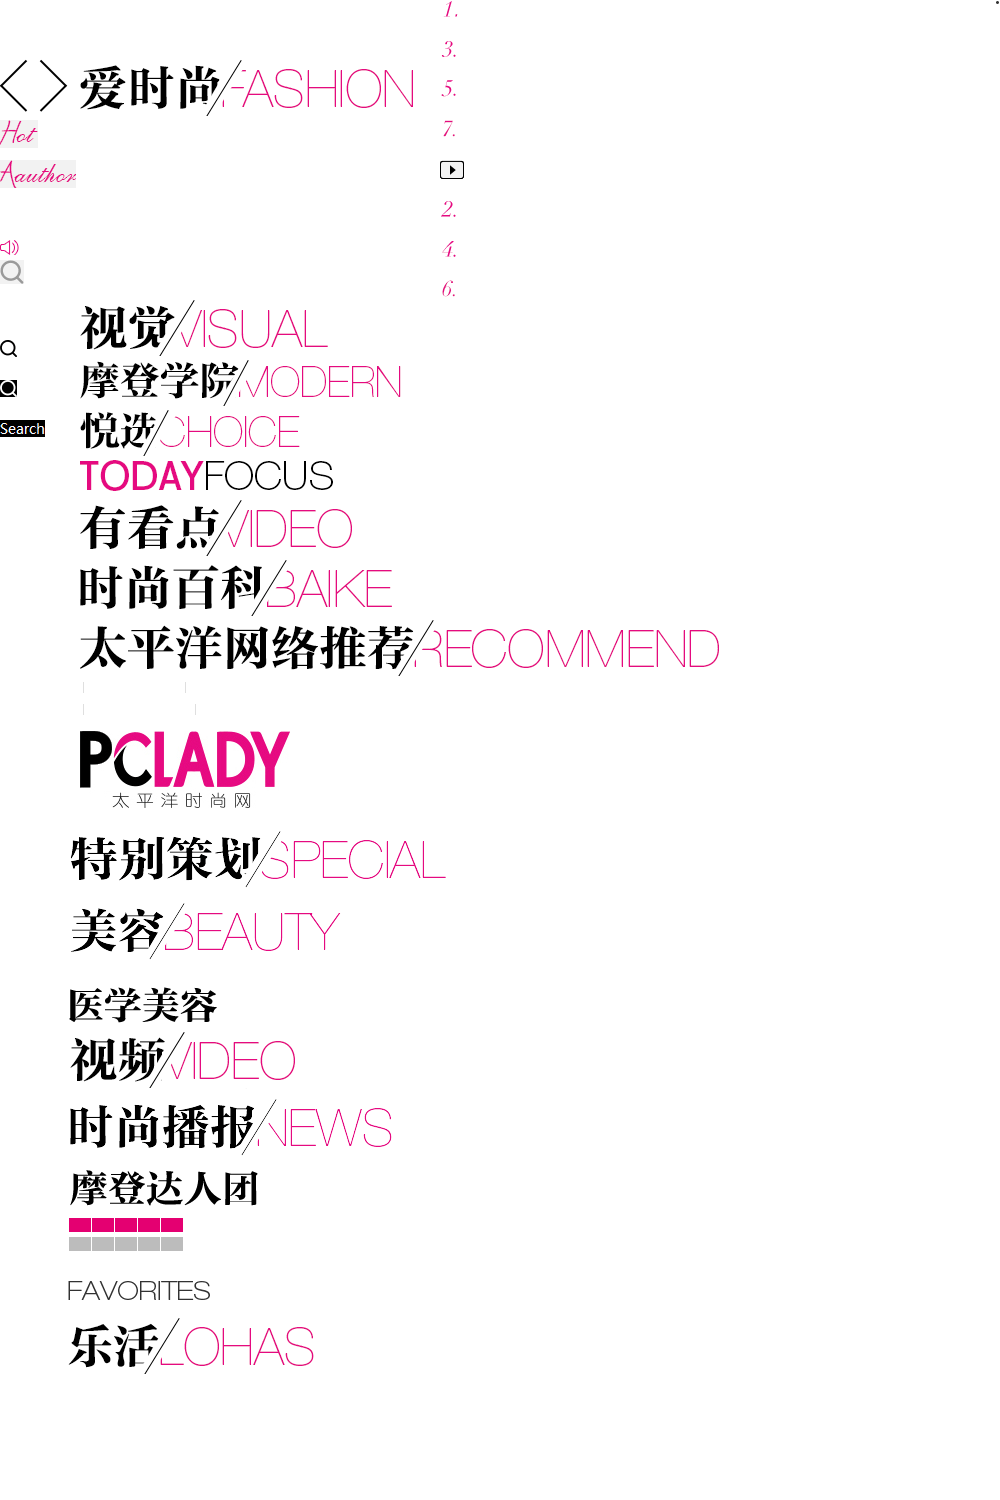 1.
3.
爱时尚/FASHION
5.
7.
Hot
Aauthor
2.
4.
6.
视觉/VISUAL
摩登学院/MODERN
悦选/CHOICE
Search
TODAYFOCUS
有看点/VIDEO
时尚百科/BAIKE
太平洋网络推荐/RECOMMEND
PCLADY
太平洋时尚网
特别策划/SPECIAL
美容/BEAUTY
医学美容
视频/VIDEO
时尚播报/NEWS
摩登达人团
FAVORITES
乐活/LOHAS